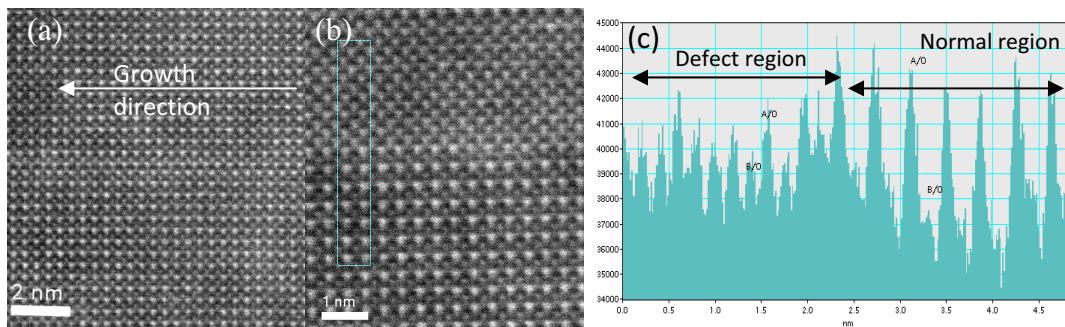 (a)
Growth
direction
2 nm
(b)
1 nm
(c)
Defect region
Normal region
A/O
A/O
B/O
B/O
45000
44000
43000
42000
41000
40000
39000
38000
37000
36000
35000
34000
0.0 0.5 1.0 1.5 2.0 2.5 3.0 3.5 4.0 4.5
nm